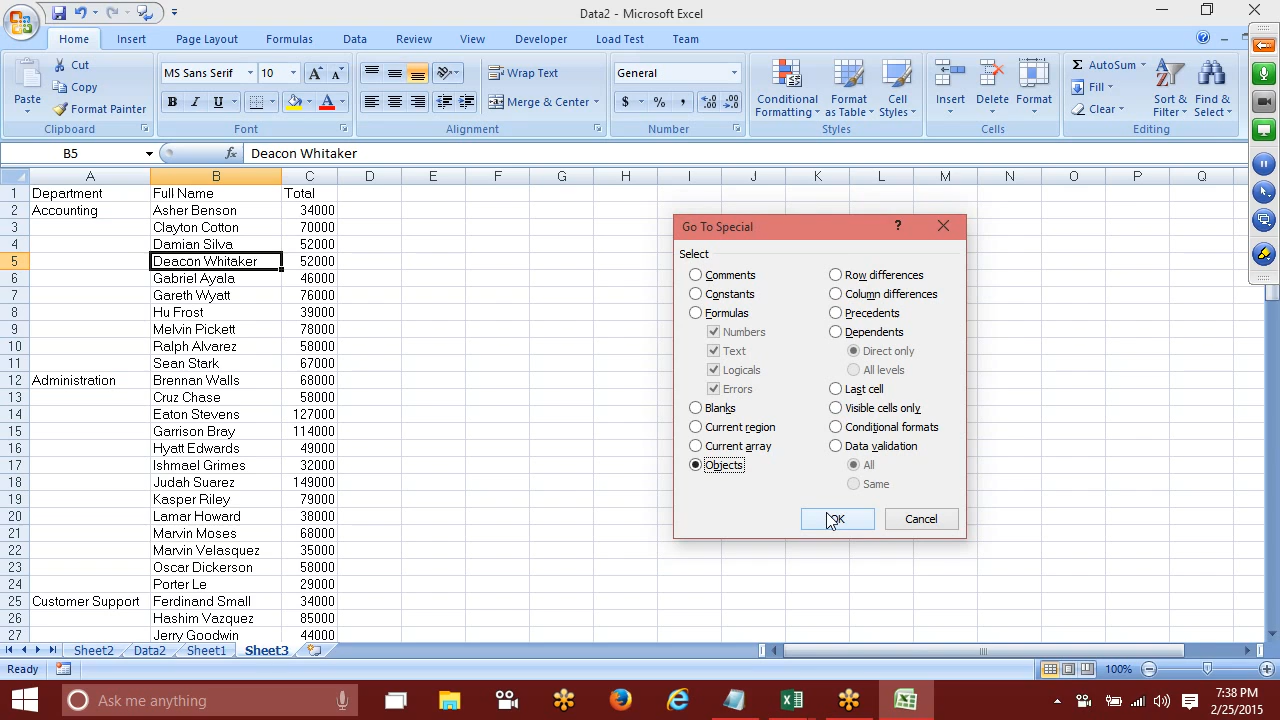 Data2 - Microsoft Excel
Home Insert Page Layout Formulas Data Review View Developer Load Test Team
Paste
Cut
Copy
Format Painter
Clipboard
MS Sans Serif 10
B I U
Font
Wrap Text
Merge & Center
Alignment
General
$ % ,
Number
Conditional Formatting
Format as Table
Cell Styles
Styles
Insert Delete Format
Cells
AutoSum
Fill
Clear
Sort & Filter
Find & Select
Editing
B5 fx Deacon Whitaker
A B C D E F G H I J K L M N O P Q
1 Department Full Name Total
2 Accounting Asher Benson 34000
3 Clayton Cotton 70000
4 Damian Silva 52000
5 Deacon Whitaker 52000
6 Gabriel Ayala 46000
7 Gareth Wyatt 76000
8 Hu Frost 39000
9 Melvin Pickett 78000
10 Ralph Alvarez 58000
11 Sean Stark 67000
12 Administration Brennan Walls 68000
13 Cruz Chase 58000
14 Eaton Stevens 127000
15 Garrison Bray 114000
16 Hyatt Edwards 49000
17 Ishmael Grimes 32000
18 Judah Suarez 149000
19 Kasper Riley 79000
20 Lamar Howard 38000
21 Marvin Moses 68000
22 Marvin Velasquez 35000
23 Oscar Dickerson 58000
24 Porter Le 29000
25 Customer Support Ferdinand Small 34000
26 Hashim Vazquez 85000
27 Jerry Goodwin 44000
Go To Special ?
Select
Comments
Constants
Formulas
Numbers
Text
Logicals
Errors
Blanks
Current region
Current array
Objects
Row differences
Column differences
Precedents
Dependents
Direct only
All levels
Last cell
Visible cells only
Conditional formats
Data validation
All
Same
OK Cancel
Sheet2 Data2 Sheet1 Sheet3
Ready 100%
Ask me anything
7:38 PM
2/25/2015